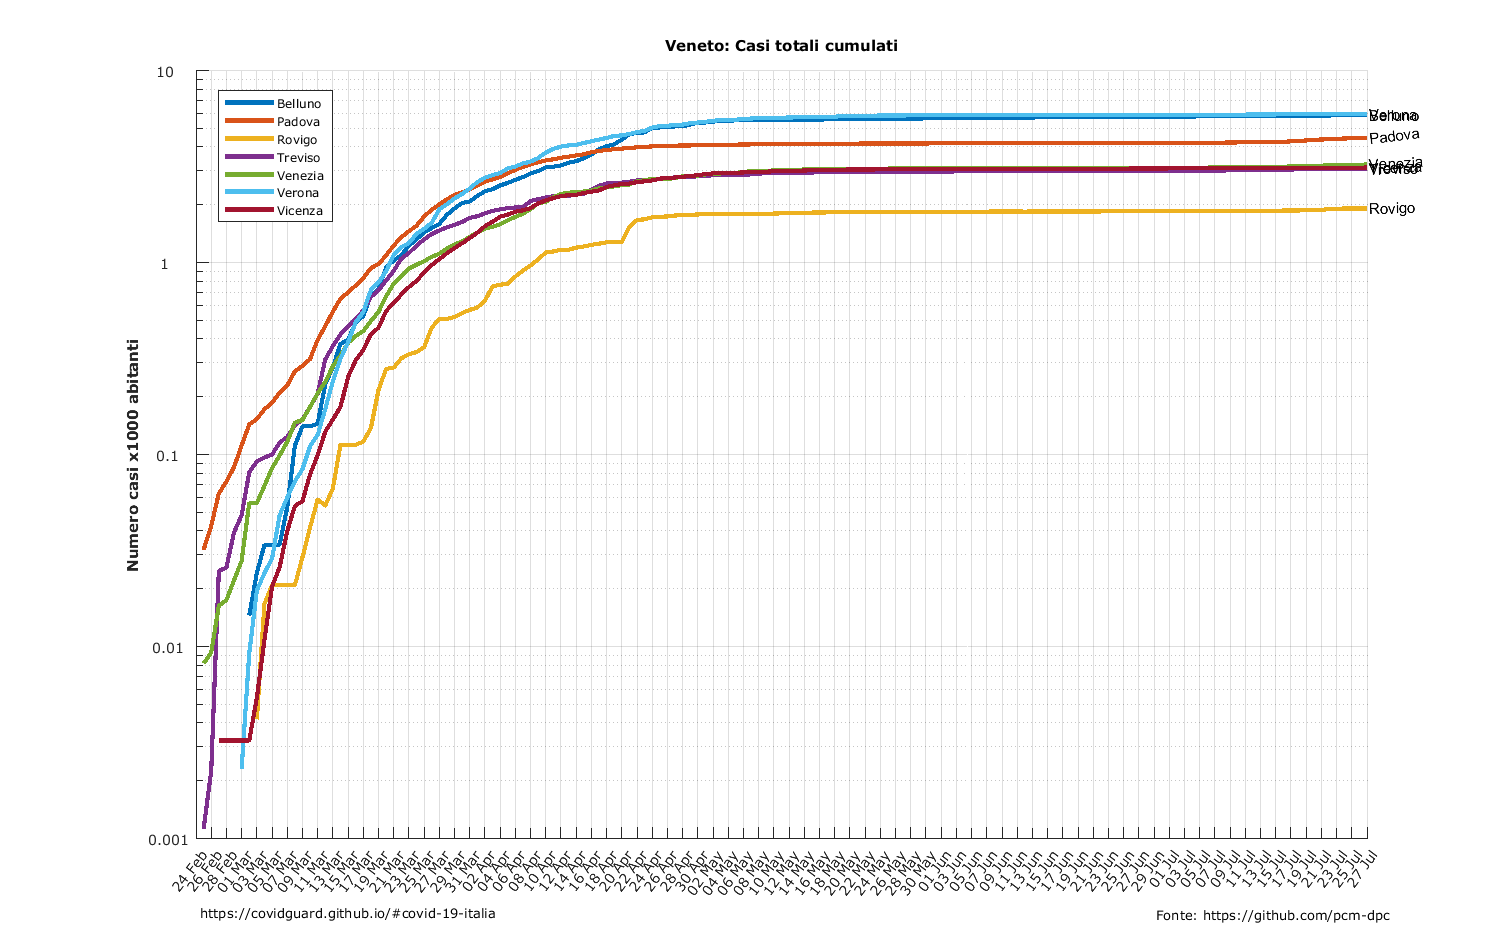 Veneto: Casi totali cumulati
10
1
0.1
0.01
0.001
Numero casi x1000 abitanti
Belluno
Padova
Rovigo
Treviso
Venezia
Verona
Vicenza
Verona
Belluno
Padova
Venezia
Vicenza
Treviso
Rovigo
24 Feb
26 Feb
28 Feb
01 Mar
03 Mar
05 Mar
07 Mar
09 Mar
11 Mar
13 Mar
15 Mar
17 Mar
19 Mar
21 Mar
23 Mar
25 Mar
27 Mar
29 Mar
31 Mar
02 Apr
04 Apr
06 Apr
08 Apr
10 Apr
12 Apr
14 Apr
16 Apr
18 Apr
20 Apr
22 Apr
24 Apr
26 Apr
28 Apr
30 Apr
02 May
04 May
06 May
08 May
10 May
12 May
14 May
16 May
18 May
20 May
22 May
24 May
26 May
28 May
30 May
01 Jun
03 Jun
05 Jun
07 Jun
09 Jun
11 Jun
13 Jun
15 Jun
17 Jun
19 Jun
21 Jun
23 Jun
25 Jun
27 Jun
29 Jun
01 Jul
03 Jul
05 Jul
07 Jul
09 Jul
11 Jul
13 Jul
15 Jul
17 Jul
19 Jul
21 Jul
23 Jul
25 Jul
27 Jul
https://covidguard.github.io/#covid-19-italia
Fonte: https://github.com/pcm-dpc